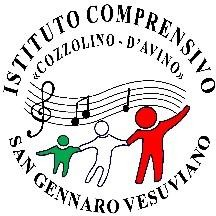 ISTITUTO COMPRENSIVO
«COZZOLINO - D'AVINO»
SAN GENNARO VESUVIANO